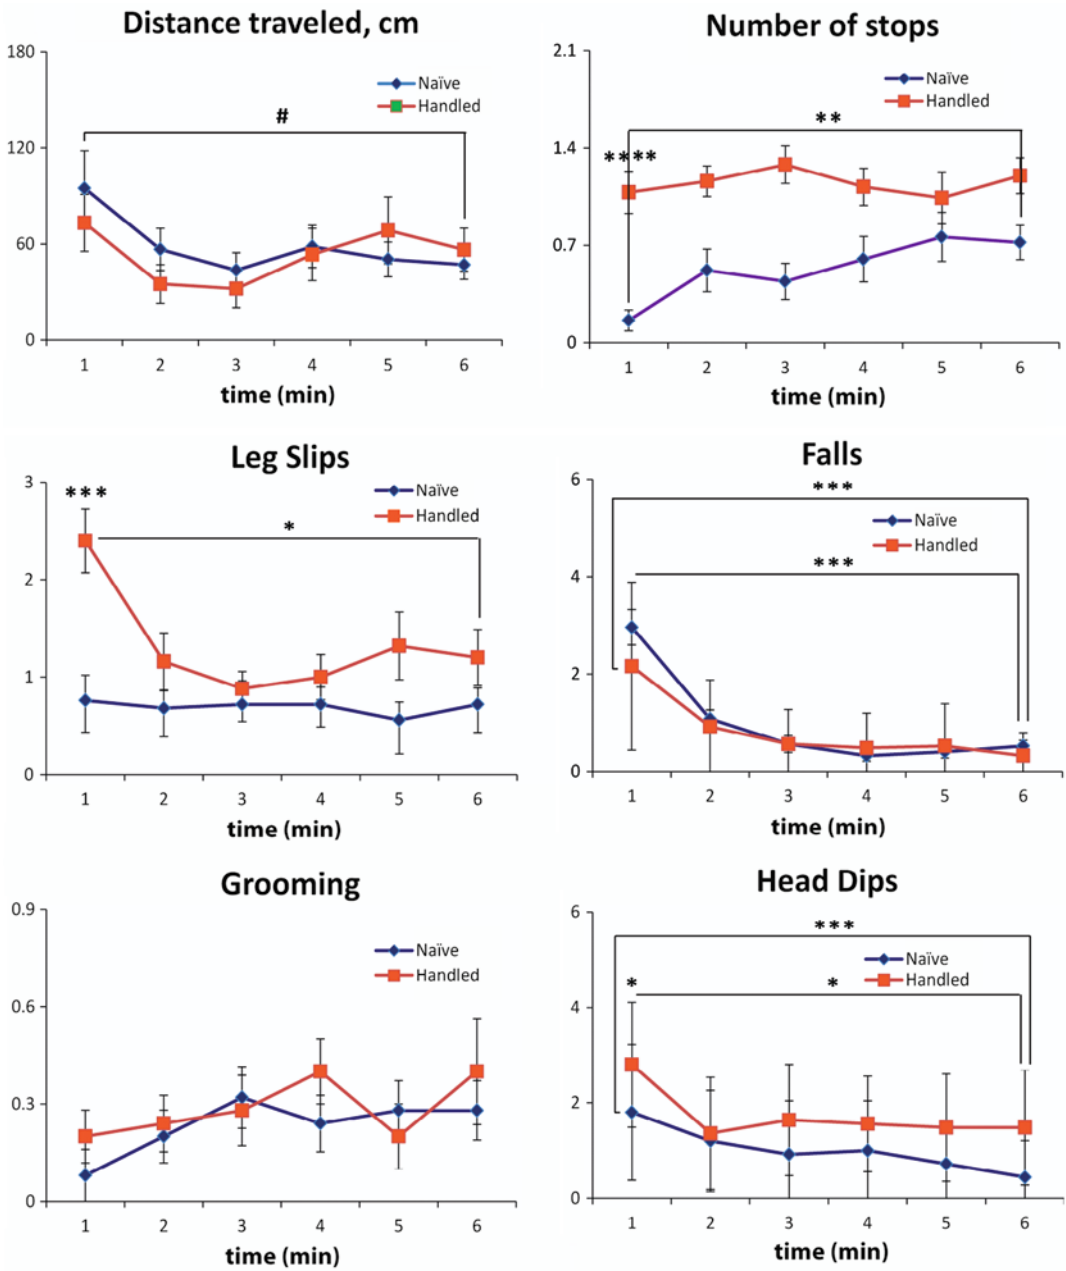 Distance traveled, cm
180
120
60
0
Naïve
Handled
#
1 2 3 4 5 6
time (min)
Number of stops
2.1
1.4
0.7
0
Naïve
Handled
**
****
1 2 3 4 5 6
time (min)
Leg Slips
3
2
1
0
Naïve
Handled
***
*
1 2 3 4 5 6
time (min)
Falls
6
4
2
0
***
Naïve
Handled
***
1 2 3 4 5 6
time (min)
Grooming
0.9
0.6
0.3
0
Naïve
Handled
1 2 3 4 5 6
time (min)
Head Dips
6
4
2
0
***
Naïve
Handled
* *
1 2 3 4 5 6
time (min)